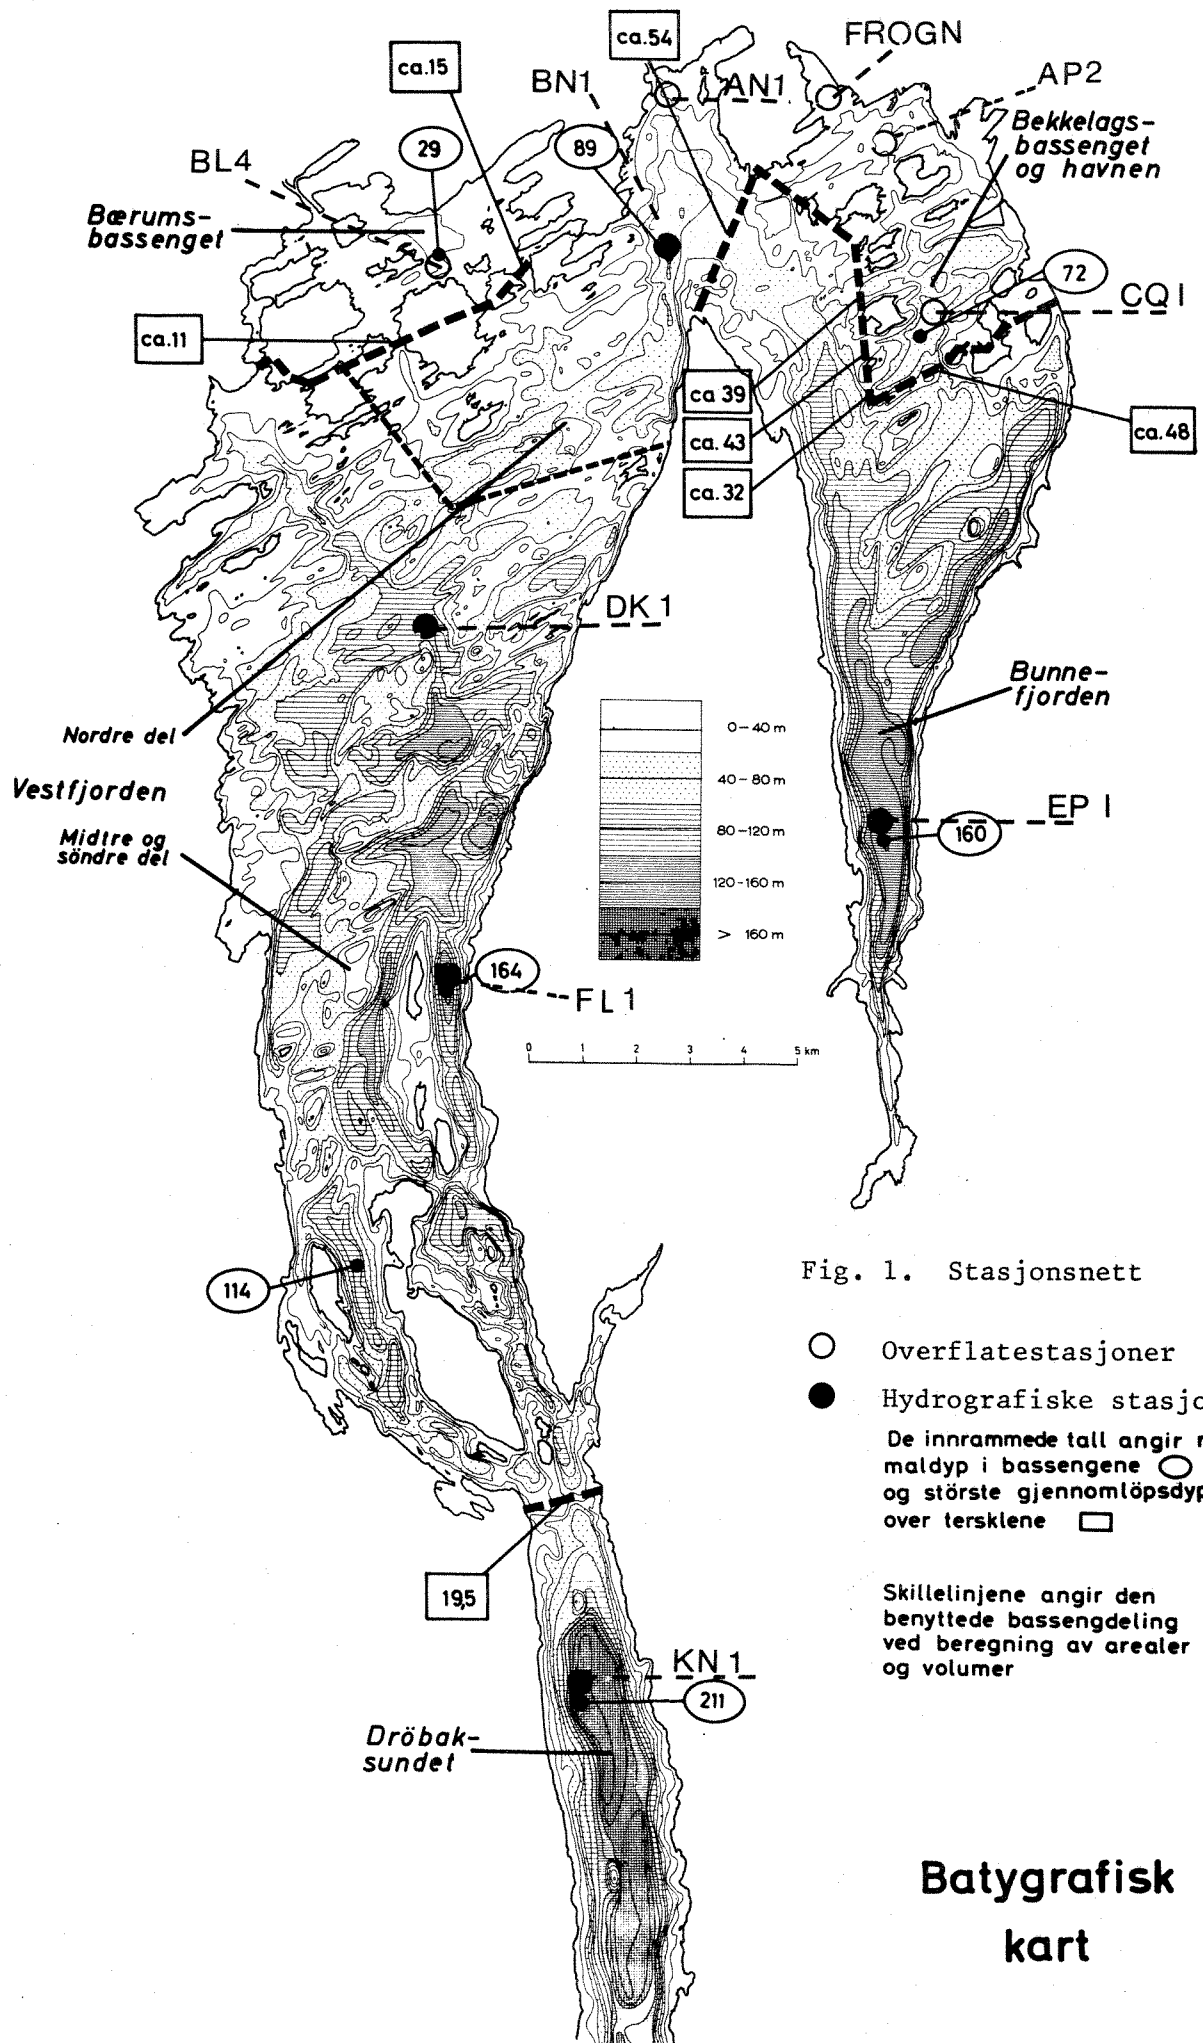 ca.54
FROGN
ca.15
BN1
AN1
AP2
Bekkelags-
bassenget
og havnen
29
89
BL4
Bærums-
bassenget
72
CQ1
ca.11
ca 39
ca.43
ca.48
ca.32
DK 1
Bunne-
fjorden
Nordre del
0-40 m
40-80 m
80-120 m
120-160 m
> 160 m
Vestfjorden
Midtre og
söndre del
EP 1
160
164
FL 1
0 1 2 3 4 5 km
114
Fig. 1. Stasjonsnett
Overflatestasjoner
Hydrografiske stasjo
De innrammede tall angir
maldyp i bassengene
og störste gjennomlöpsdyp
over tersklene
19,5
Skillelinjene angir den
benyttede bassengdeling
ved beregning av arealer
og volumer
KN 1
211
Dröbak-
sundet
Batygrafisk
kart